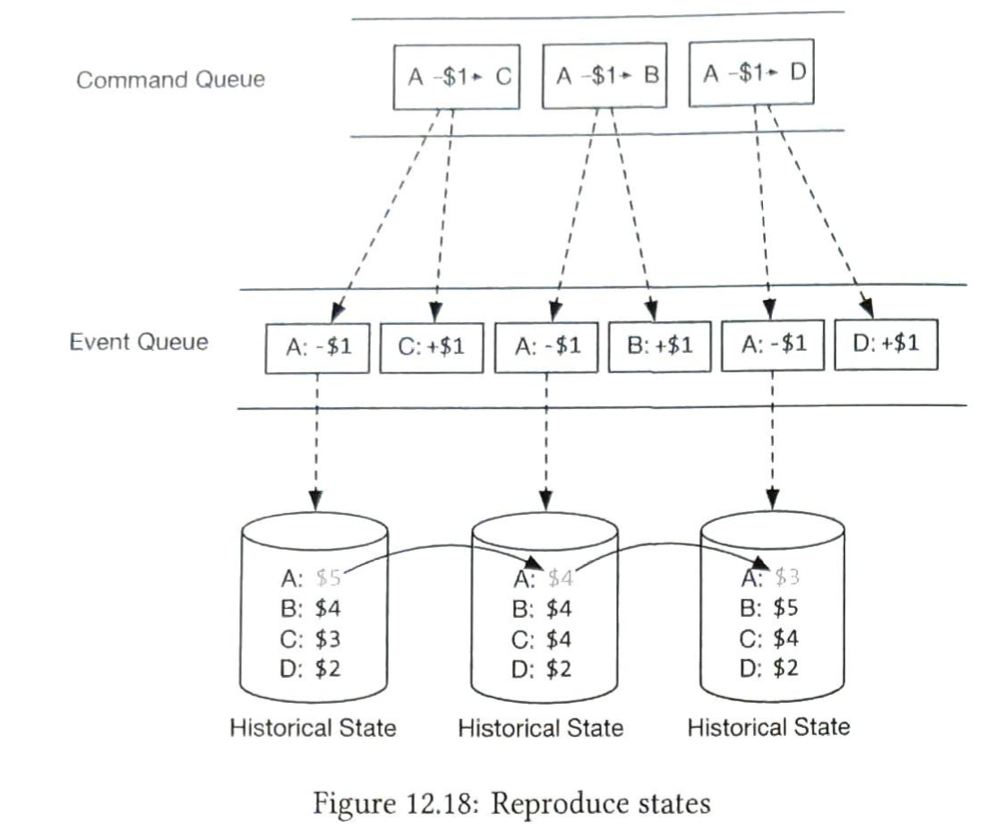 Command Queue
A -$1→ C
A -$1→ B
A -$1→ D
Event Queue
A: -$1
C: +$1
A: -$1
B: +$1
A: -$1
D: +$1
A: $5
B: $4
C: $3
D: $2
Historical State
A: $4
B: $4
C: $4
D: $2
Historical State
A: $3
B: $5
C: $4
D: $2
Historical State
Figure 12.18: Reproduce states